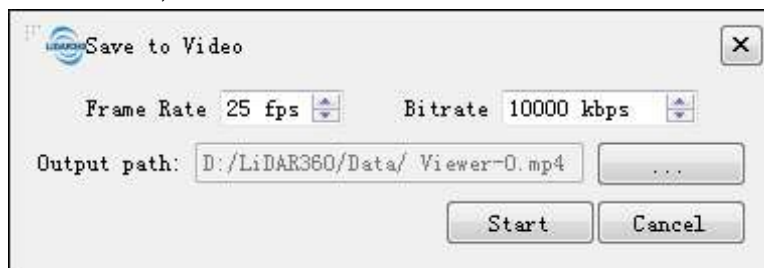 Save to Video
Frame Rate 25 fps Bitrate 10000 kbps
Output path: D:/LiDAR360/Data/ Viewer-0.mp4 ...
Start Cancel